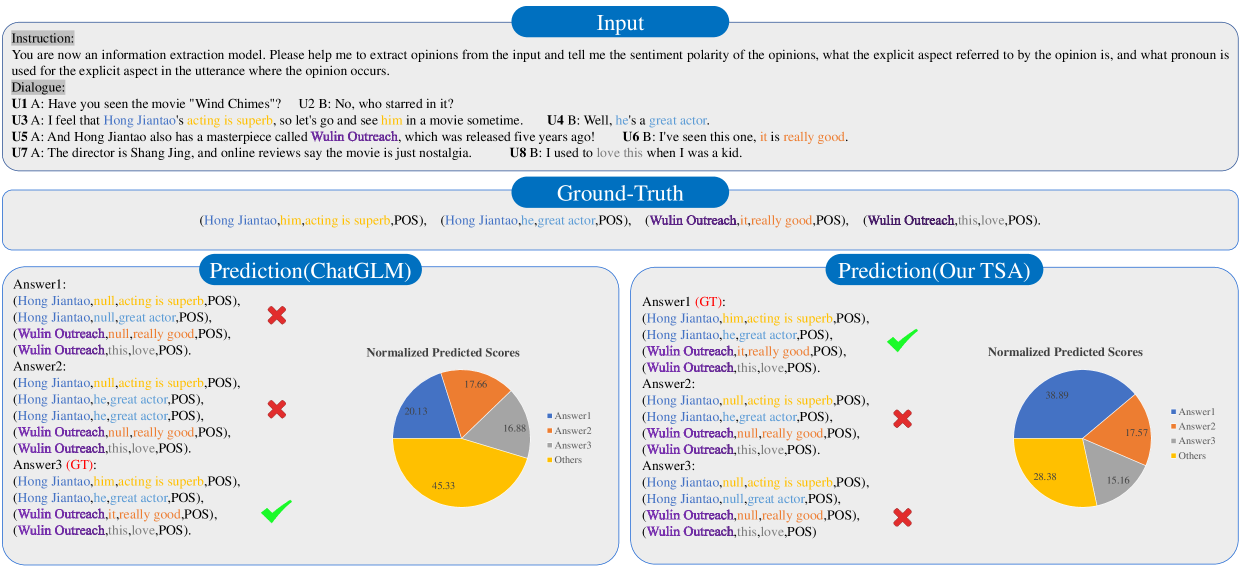 Input
Instruction:
You are now an information extraction model. Please help me to extract opinions from the input and tell me the sentiment polarity of the opinions, what the explicit aspect referred to by the opinion is, and what pronoun is
used for the explicit aspect in the utterance where the opinion occurs.
Dialogue:
U1 A: Have you seen the movie "Wind Chimes"? U2 B: No, who starred in it?
U3 A: I feel that Hong Jiantao's acting is superb, so let's go and see him in a movie sometime. U4 B: Well, he's a great actor.
U5 A: And Hong Jiantao also has a masterpiece called Wulin Outreach, which was released five years ago! U6 B: I've seen this one, it is really good.
U7 A: The director is Shang Jing, and online reviews say the movie is just nostalgia. U8 B: I used to love this when I was a kid.
Ground-Truth
(Hong Jiantao,him,acting is superb,POS), (Hong Jiantao,he,great actor,POS), (Wulin Outreach,it,really good,POS), (Wulin Outreach,this,love,POS).
Prediction(ChatGLM)
Answer1:
(Hong Jiantao,null,acting is superb,POS),
(Hong Jiantao,null,great actor,POS),
(Wulin Outreach,null,really good,POS),
(Wulin Outreach,this,love,POS).
Answer2:
(Hong Jiantao,null,acting is superb,POS),
(Hong Jiantao,he,great actor,POS),
(Hong Jiantao,he,great actor,POS),
(Wulin Outreach,null,really good,POS),
(Wulin Outreach,this,love,POS).
Answer3 (GT):
(Hong Jiantao,him,acting is superb,POS),
(Hong Jiantao,he,great actor,POS),
(Wulin Outreach,it,really good,POS),
(Wulin Outreach,this,love,POS).
Normalized Predicted Scores
20.13
17.66
16.88
45.33
Answer1
Answer2
Answer3
Others
Prediction(Our TSA)
Answer1 (GT):
(Hong Jiantao,him,acting is superb,POS),
(Hong Jiantao,he,great actor,POS),
(Wulin Outreach,it,really good,POS),
(Wulin Outreach,this,love,POS).
Answer2:
(Hong Jiantao,null,acting is superb,POS),
(Hong Jiantao,he,great actor,POS),
(Wulin Outreach,null,really good,POS),
(Wulin Outreach,this,love,POS).
Answer3:
(Hong Jiantao,null,acting is superb,POS),
(Hong Jiantao,null,great actor,POS),
(Wulin Outreach,null,really good,POS),
(Wulin Outreach,this,love,POS)
Normalized Predicted Scores
38.89
17.57
15.16
28.38
Answer1
Answer2
Answer3
Others